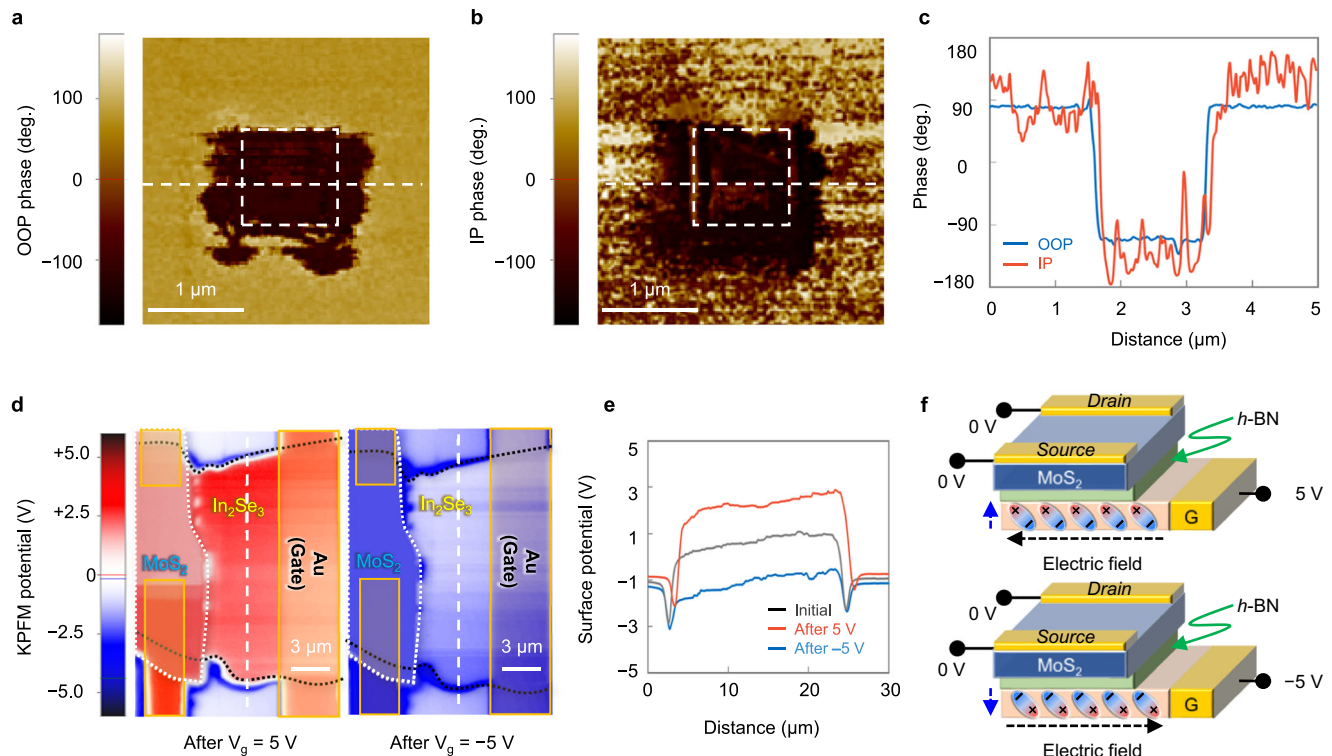 a
OOP phase (deg.)
100
0
−100
1 µm
b
IP phase (deg.)
100
0
−100
1 µm
c
Phase (deg.)
180
90
0
−90
−180
OOP
IP
0 1 2 3 4 5
Distance (µm)
d
KPFM potential (V)
+5.0
+2.5
0
−2.5
−5.0
In2Se3
MoS2
Au
(Gate)
3 µm
After Vg = 5 V
In2Se3
MoS2
Au
(Gate)
3 µm
After Vg = −5 V
e
Surface potential (V)
5
3
1
−1
−3
−5
Initial
After 5 V
After −5 V
0 10 20 30
Distance (µm)
f
Drain
0 V
h-BN
Source
0 V
MoS2
5 V
G
Electric field
Drain
0 V
h-BN
Source
0 V
MoS2
−5 V
G
Electric field